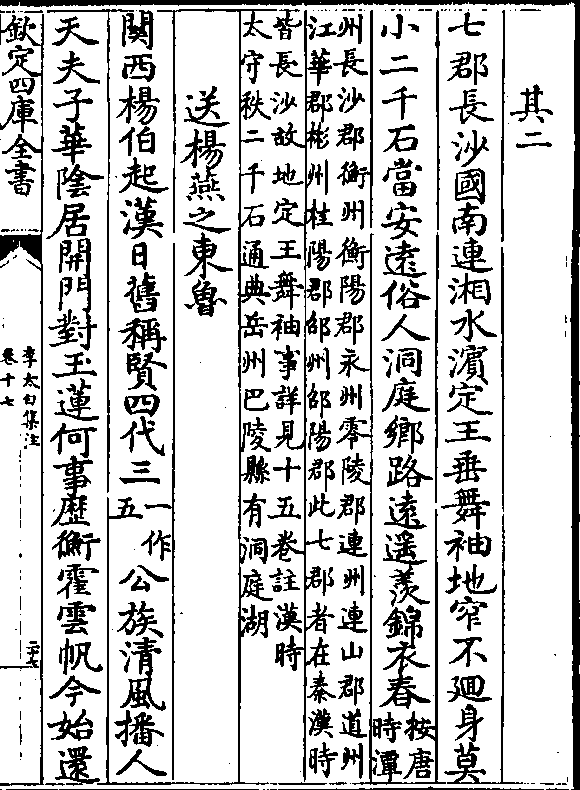 其二
七郡長沙國南連湘水濱定王垂舞袖地窄不廻身莫
小二千石當安遠俗人洞庭鄉路遠遥羨錦衣春按唐
時潭
州長沙郡衡州衡陽郡永州零陵郡連州連山郡道州
江華郡郴州桂陽郡邵州邵陽郡此七郡者在秦漢時
皆長沙故地定王舞袖事詳見十五卷註漢時
太守秩二千石通典岳州巴陵縣有洞庭湖
送楊燕之東魯
關西楊伯起漢日舊稱賢四代三一作
五公族清風播人
天夫子華陰居開門對玉蓮何事歷衡霍雲帆今始還
欽定四庫全書
李太白集注
卷十七
二十七